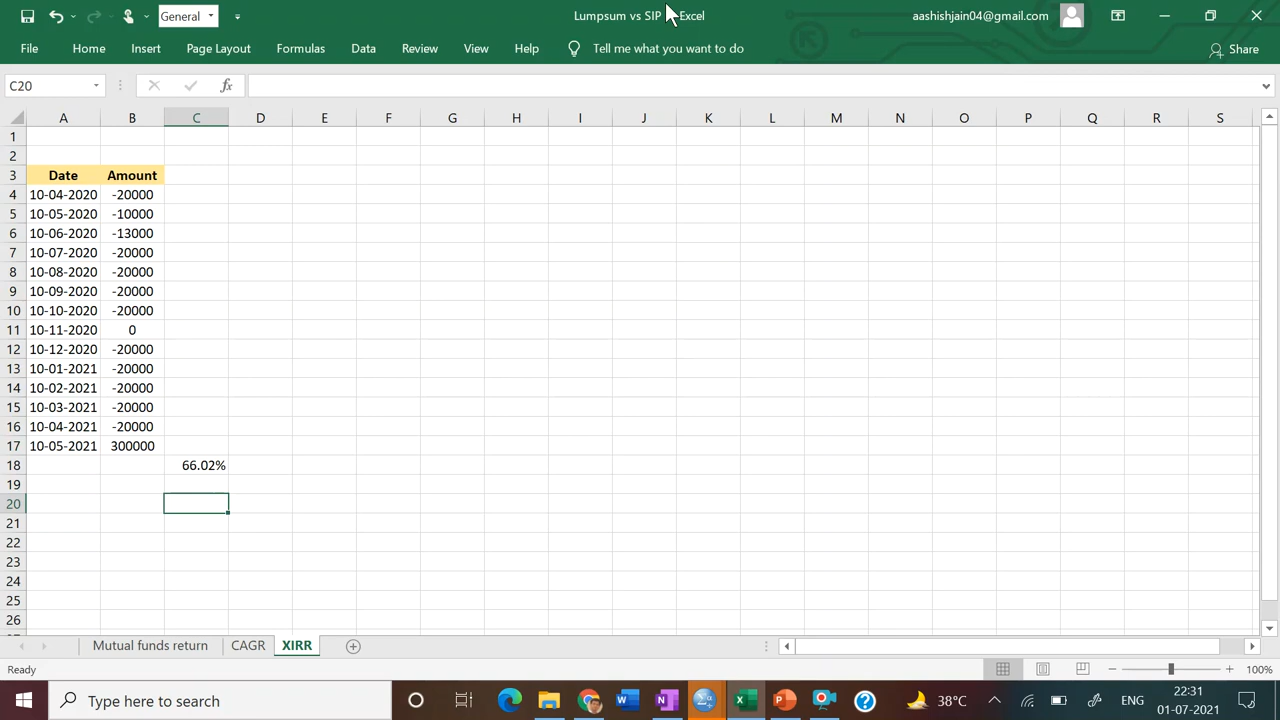 General
Lumpsum vs SIP - Excel
aashishjain04@gmail.com
File Home Insert Page Layout Formulas Data Review View Help Tell me what you want to do Share
C20 fx
A B C D E F G H I J K L M N O P Q R S
1
2
3 Date Amount
4 10-04-2020 -20000
5 10-05-2020 -10000
6 10-06-2020 -13000
7 10-07-2020 -20000
8 10-08-2020 -20000
9 10-09-2020 -20000
10 10-10-2020 -20000
11 10-11-2020 0
12 10-12-2020 -20000
13 10-01-2021 -20000
14 10-02-2021 -20000
15 10-03-2021 -20000
16 10-04-2021 -20000
17 10-05-2021 300000
18 66.02%
19
20
21
22
23
24
25
26
Mutual funds return CAGR XIRR
Ready 100%
Type here to search
38°C
ENG
22:31
01-07-2021